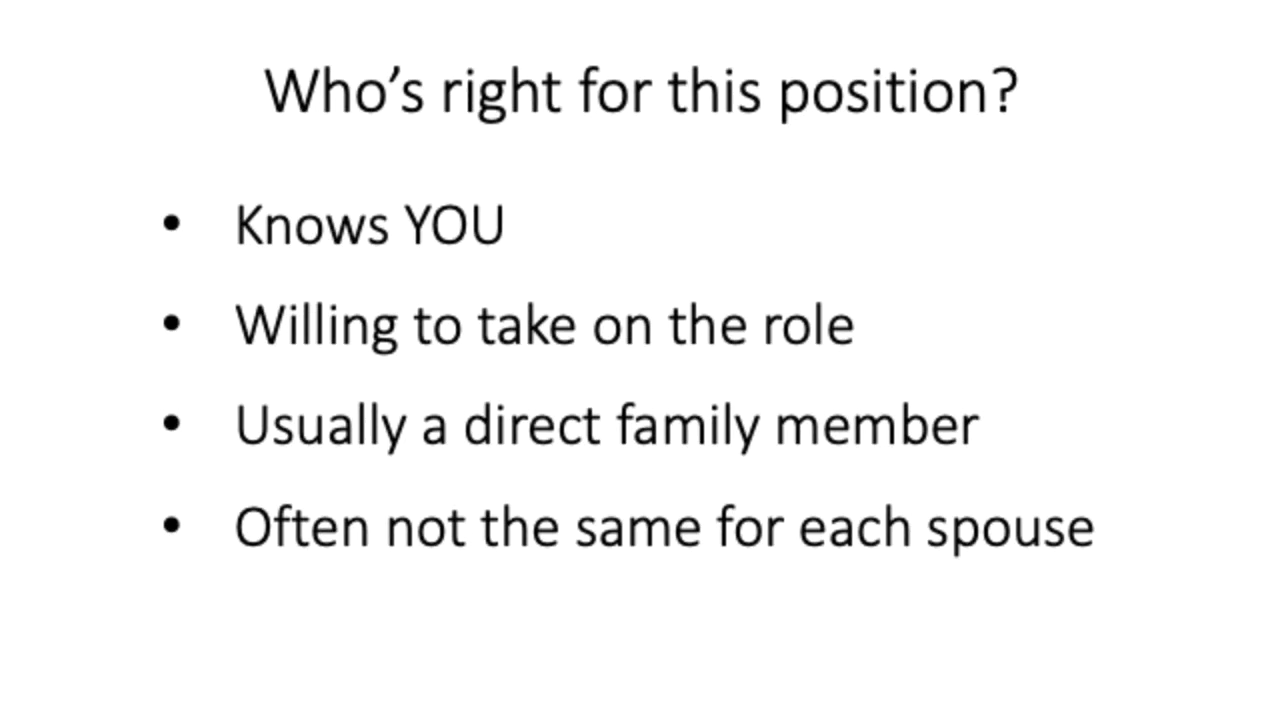 Who’s right for this position?
• Knows YOU
• Willing to take on the role
• Usually a direct family member
• Often not the same for each spouse